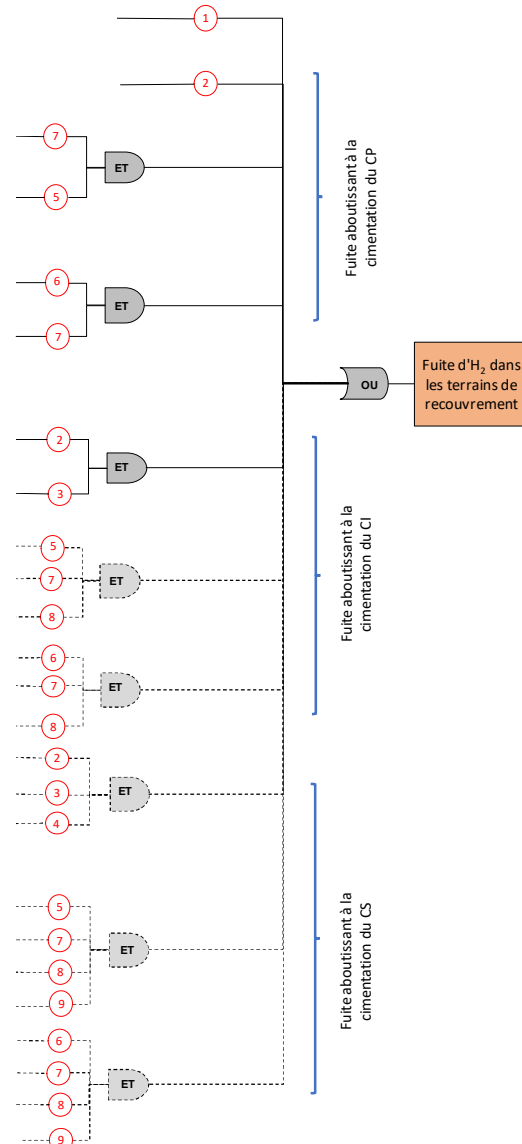 1
2
7
ET
5
6
ET
7
Fuite aboutissant à la
cimentation du CP
OU
Fuite d'H₂ dans
les terrains de
recouvrement
2
ET
3
5
7
ET
8
6
7
ET
8
Fuite aboutissant à la
cimentation du CI
2
3
ET
4
5
7
ET
8
9
6
7
ET
8
9
Fuite aboutissant à la
cimentation du CS